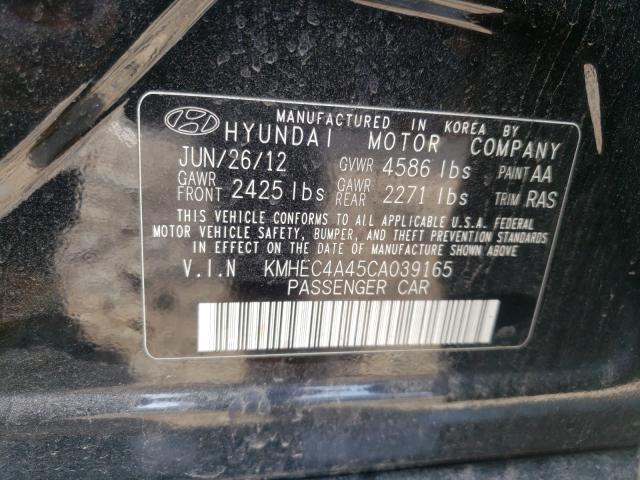 MANUFACTURED IN KOREA BY
HYUNDAI MOTOR COMPANY
JUN/26/12 GVWR 4586 lbs PAINT AA
GAWR FRONT 2425 lbs GAWR REAR 2271 lbs TRIM RAS
THIS VEHICLE CONFORMS TO ALL APPLICABLE U.S.A. FEDERAL
MOTOR VEHICLE SAFETY, BUMPER, AND THEFT PREVENTION STANDARDS
IN EFFECT ON THE DATE OF MANUFACTURE SHOWN ABOVE
V.I.N KMHEC4A45CA039165
PASSENGER CAR